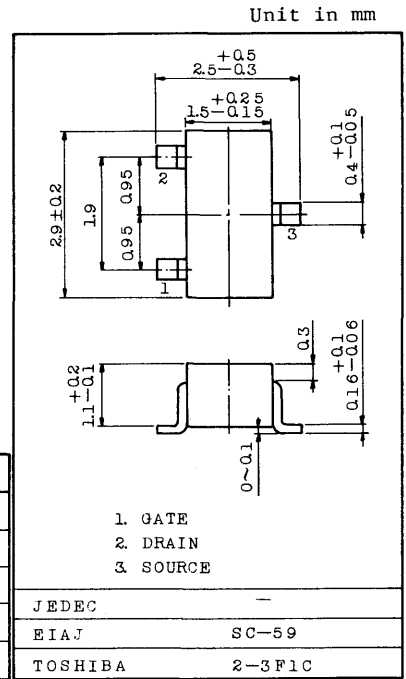 Unit in mm
+0.5
2.5-0.3
+0.25
1.5-0.15
2.9±0.2
1.9
0.95
0.95
2
1
3
+0.1
0.4-0.05
+0.2
1.1-0.1
0.3
+0.1
0.16-0.06
0~0.1
1. GATE
2. DRAIN
3. SOURCE
JEDEC —
EIAJ SC-59
TOSHIBA 2-3F1C